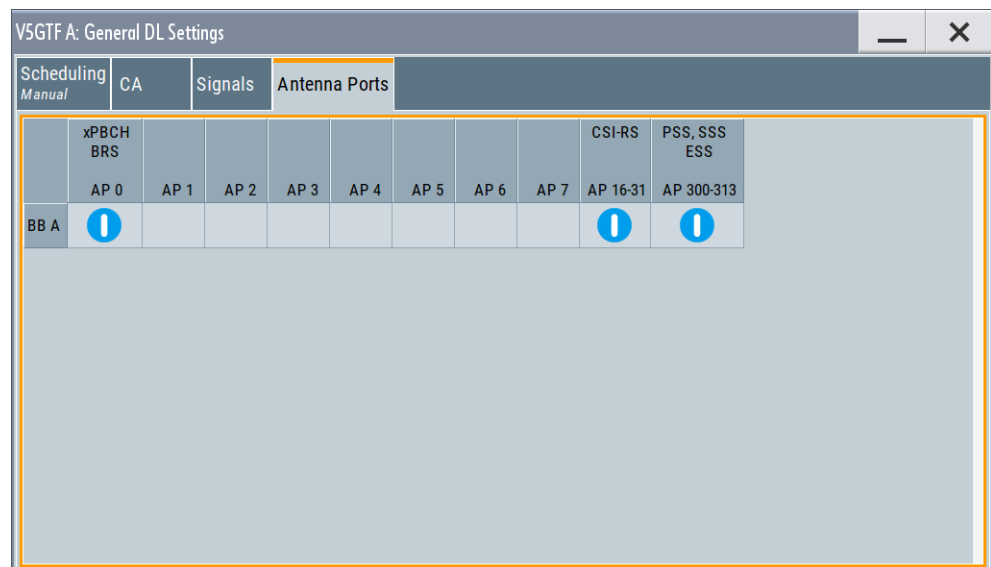 V5GTF A: General DL Settings
Scheduling
Manual
CA
Signals
Antenna Ports
xPBCH
BRS
CSI-RS
PSS, SSS
ESS
AP 0 AP 1 AP 2 AP 3 AP 4 AP 5 AP 6 AP 7 AP 16-31 AP 300-313
BB A